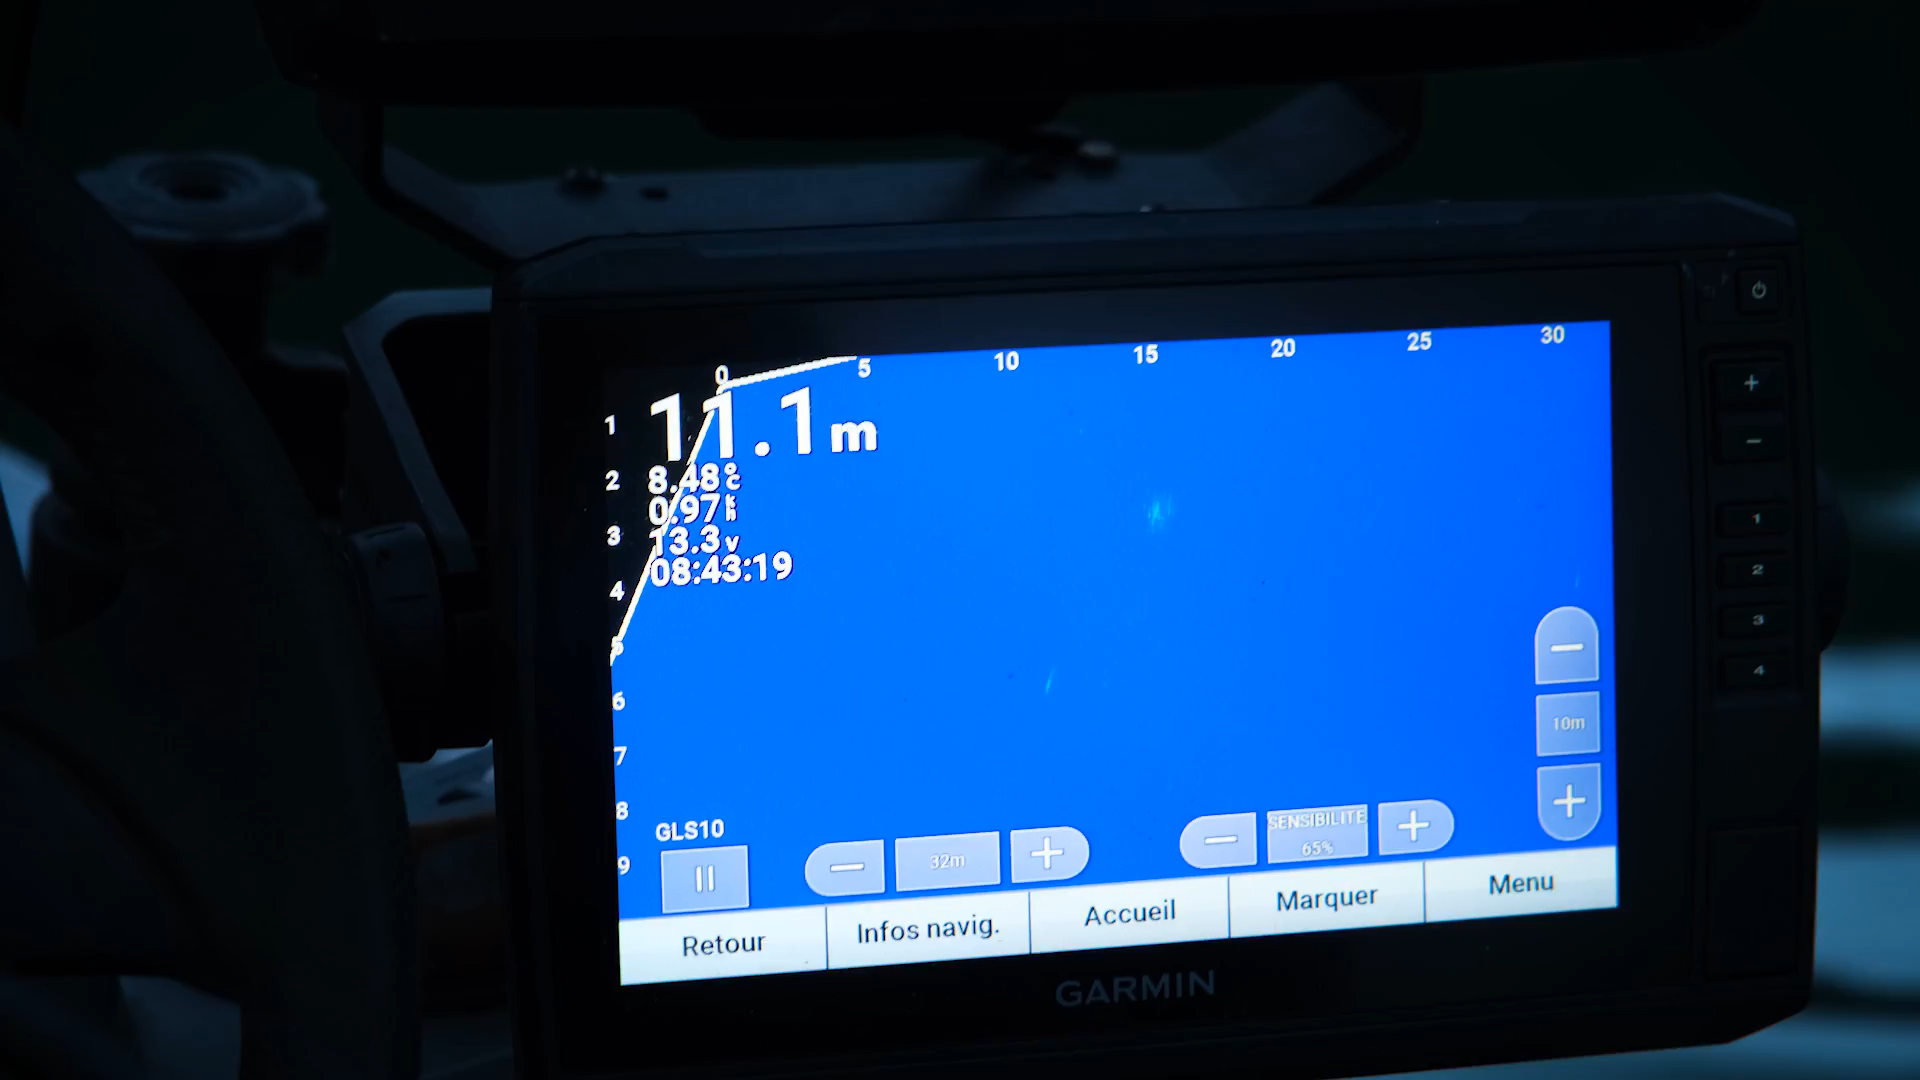 0 5 10 15 20 25 30
1
11.1 m
2
8.48 °C
0.97 k h
3
13.3 v
08:43:19
4
5
6
7
8
9
10m
GLS10
32m
SENSIBILITE
65%
Retour Infos navig. Accueil Marquer Menu
GARMIN
1
2
3
4